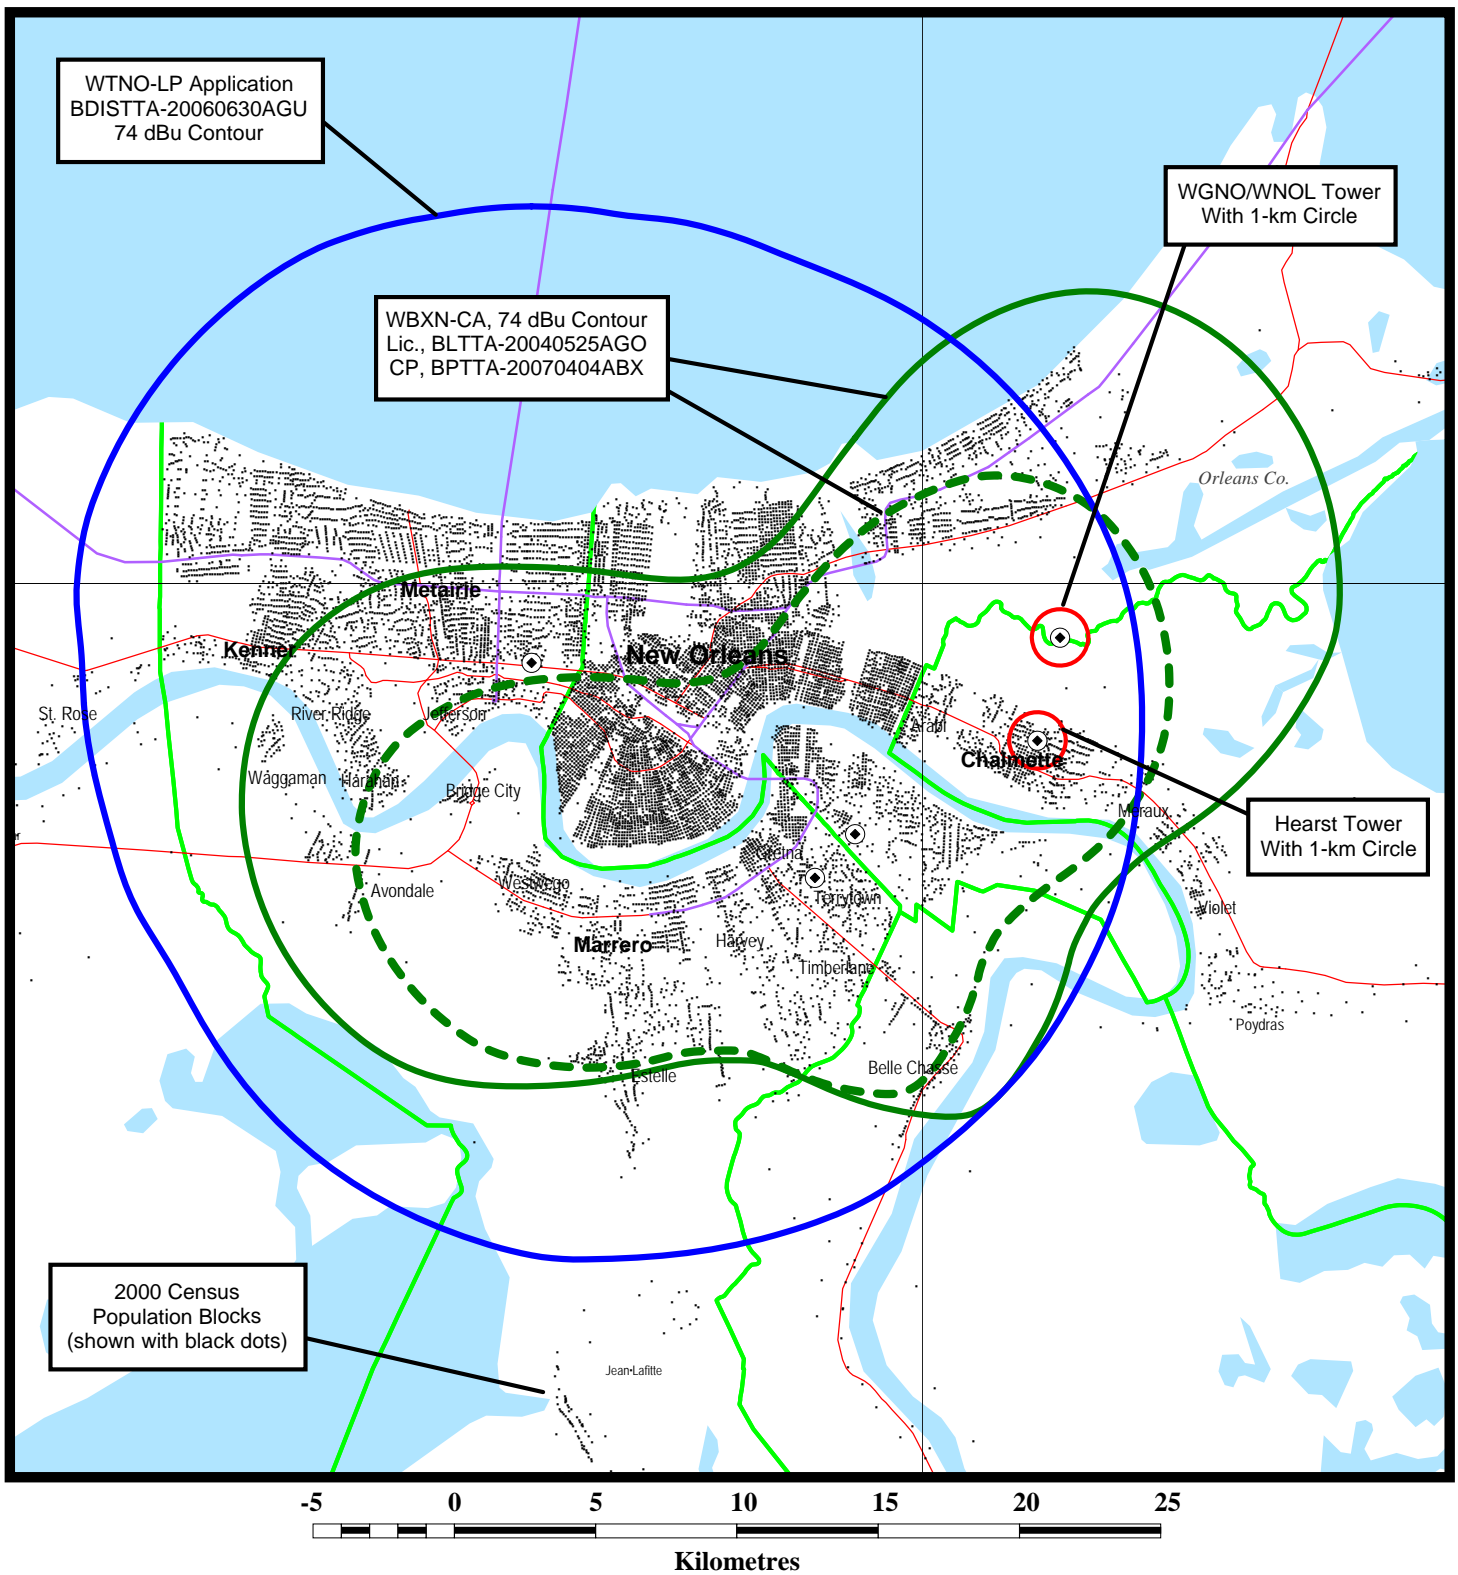 WTNO-LP Application
BDISTTA-20060630AGU
74 dBu Contour
WGNO/WNOL Tower
With 1-km Circle
WBXN-CA, 74 dBu Contour
Lic., BLTTA-20040525AGO
CP, BPTTA-20070404ABX
Orleans Co.
Metairie
Kenner
New Orleans
St. Rose
River Ridge
Jefferson
Arabi
Chalmette
Waggaman
Harahan
Bridge City
Meraux
Hearst Tower
With 1-km Circle
Gretna
Avondale
Westwego
Terrytown
Violet
Marrero
Harvey
Timberlane
Poydras
Belle Chasse
Estelle
2000 Census
Population Blocks
(shown with black dots)
Jean Lafitte
-5 0 5 10 15 20 25
Kilometres